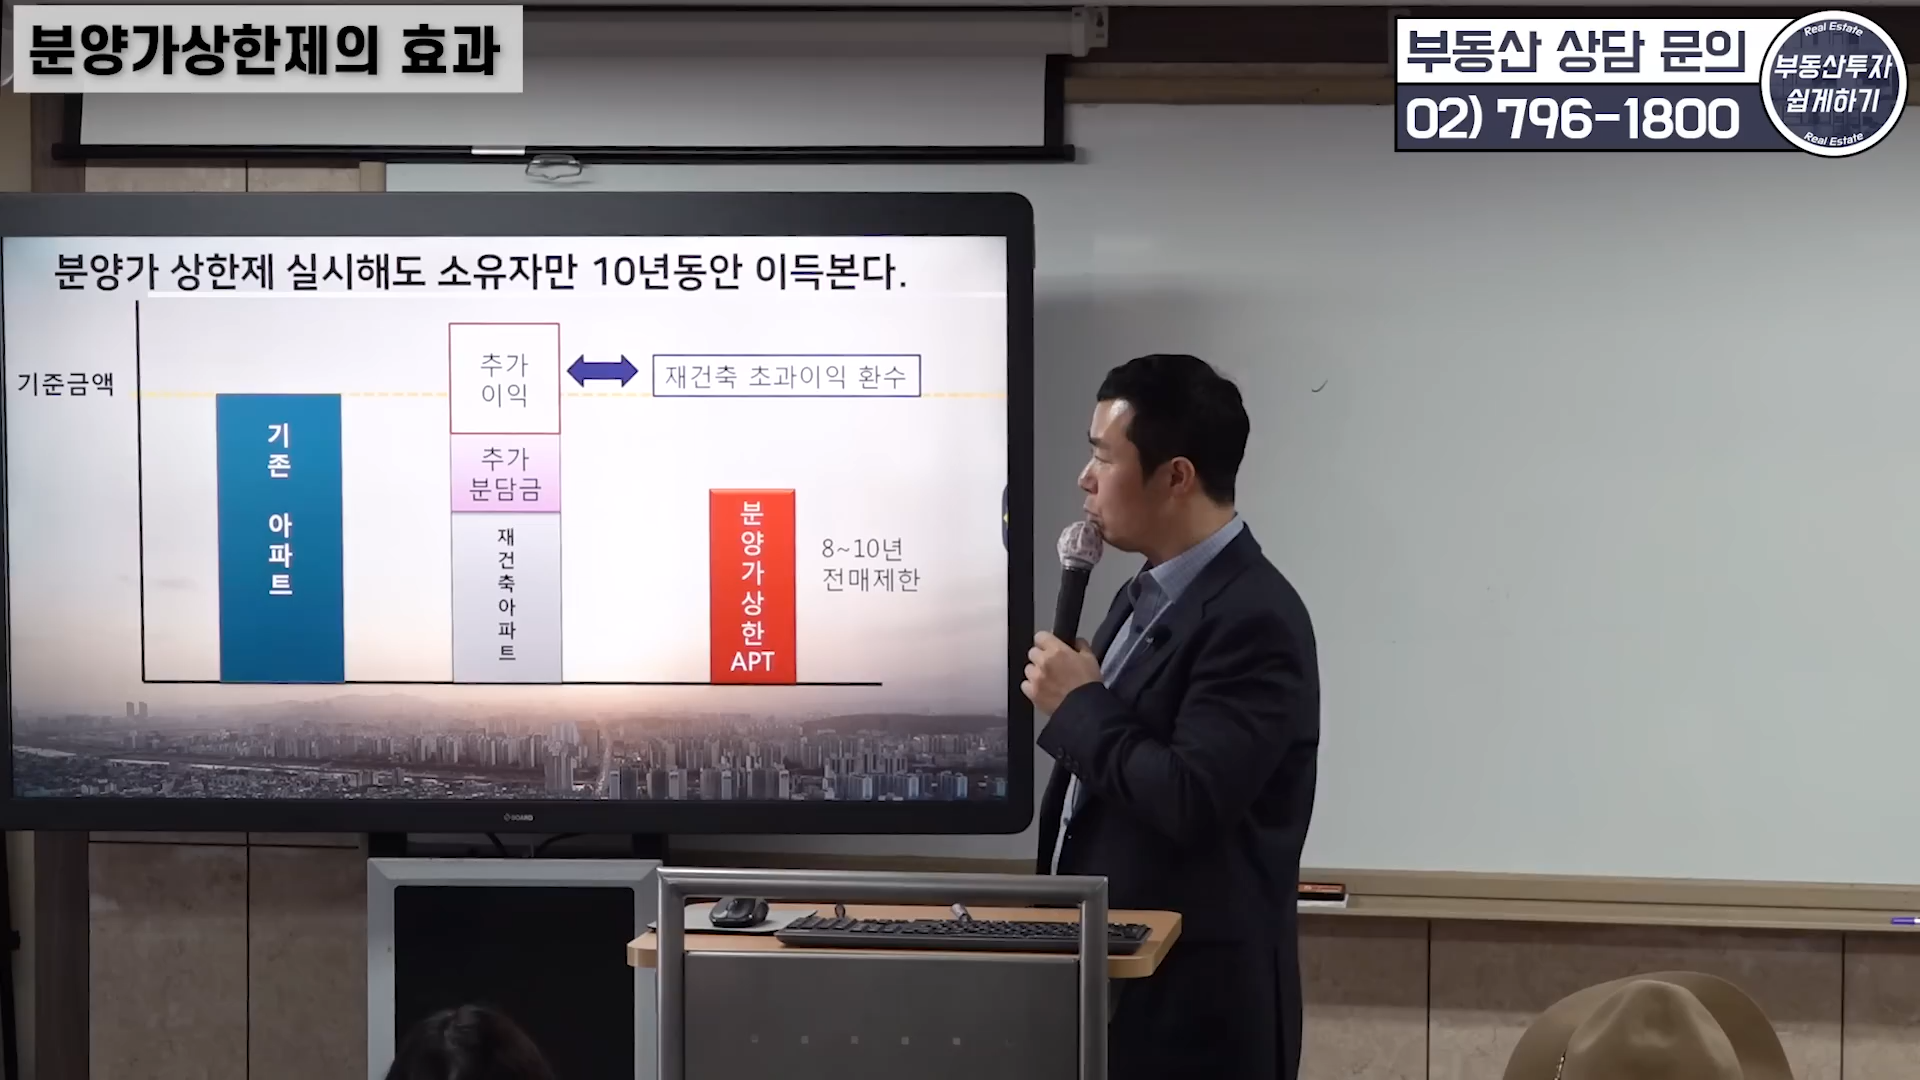 분양가상한제의 효과
부동산 상담 문의
02) 796-1800
Real Estate
부동산투자
쉽게하기
Real Estate
분양가 상한제 실시해도 소유자만 10년동안 이득본다.
기준금액
기존 아파트
추가
이익
재건축 초과이익 환수
추가
분담금
재건축아파트
분양가상한
APT
8~10년
전매제한